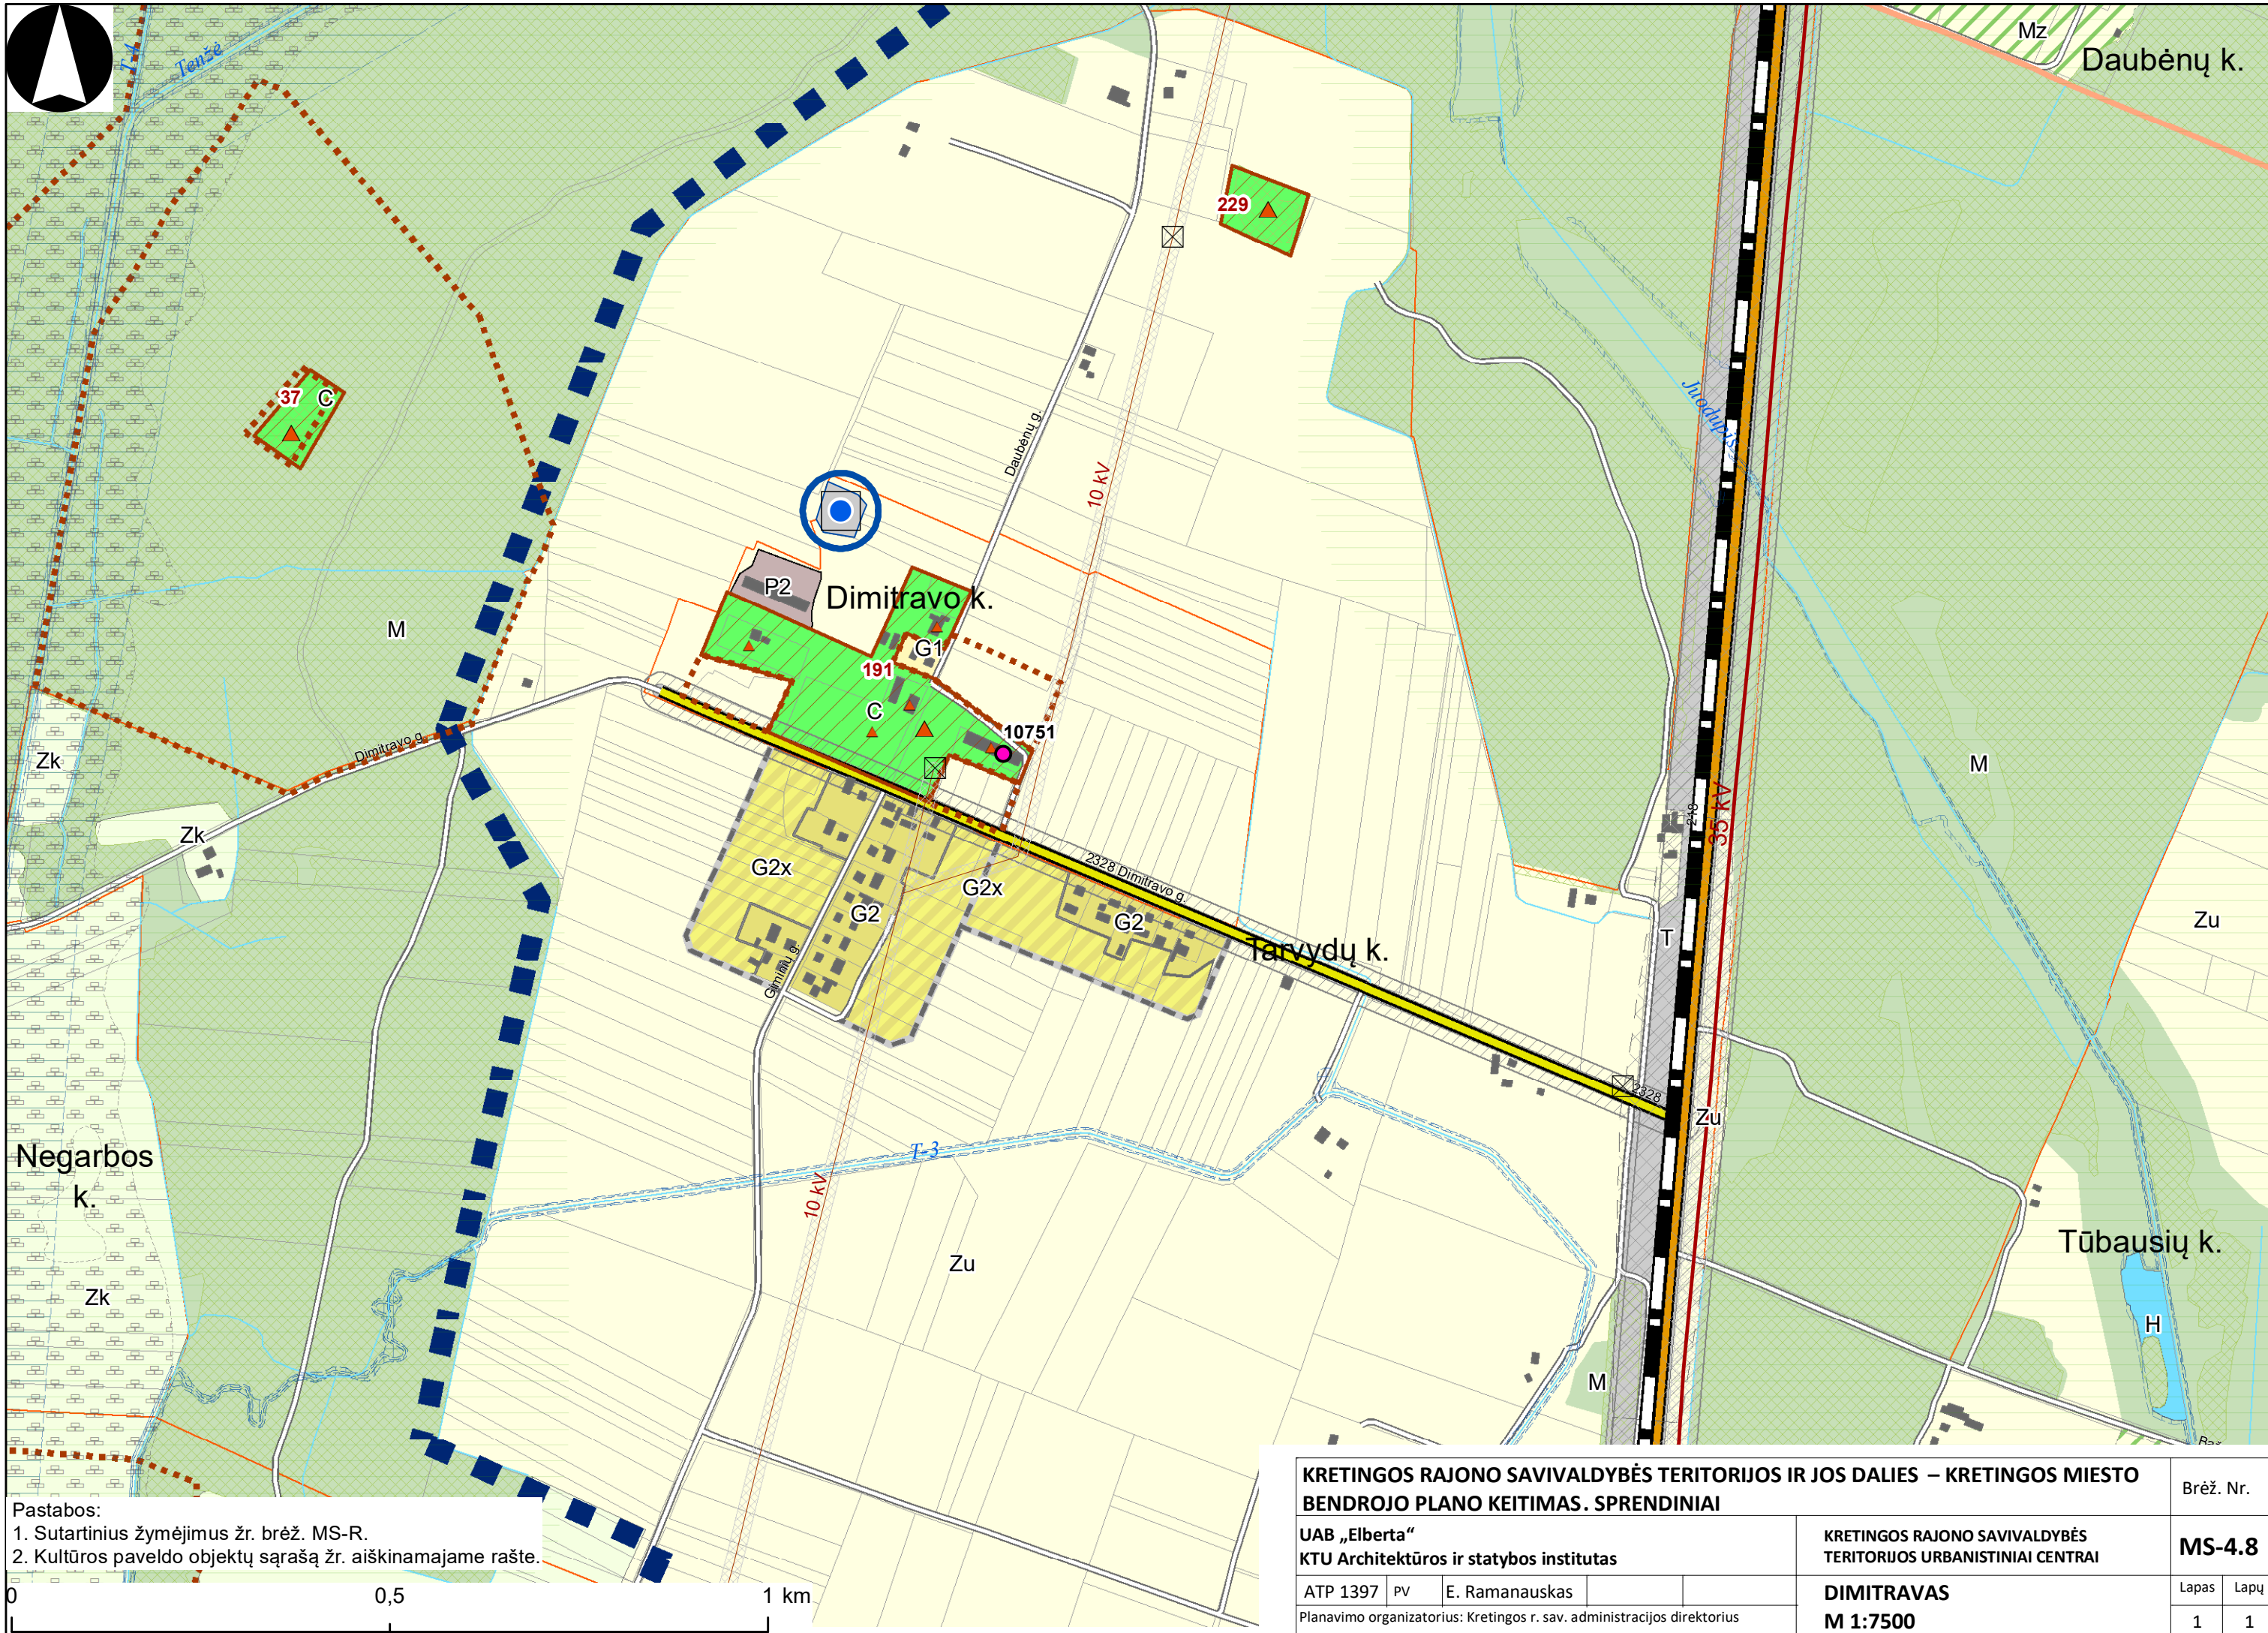 T-A
Tenžė
Mz
Daubėnų k.
229
37
C
Juodupis
Daubėnų g.
10 kV
P2
Dimitravo k.
M
G1
191
C
10751
Dimitravo g.
Zk
Zk
M
35 kV
218
2328 Dimitravo g.
G2x
G2x
G2
G2
Zu
T
Tarvydų k.
Giminių g.
2328
Zu
Negarbos
k.
T-3
10 kV
Tūbausių k.
Zu
Zk
H
M
Pastabos:
1. Sutartinius žymėjimus žr. brėž. MS-R.
2. Kultūros paveldo objektų sąrašą žr. aiškinamajame rašte.
0 0,5 1 km
KRETINGOS RAJONO SAVIVALDYBĖS TERITORIJOS IR JOS DALIES – KRETINGOS MIESTO
BENDROJO PLANO KEITIMAS. SPRENDINIAI
Brėž. Nr.
UAB „Elberta“
KTU Architektūros ir statybos institutas
KRETINGOS RAJONO SAVIVALDYBĖS
TERITORIJOS URBANISTINIAI CENTRAI
MS-4.8
ATP 1397 PV E. Ramanauskas
DIMITRAVAS
M 1:7500
Lapas Lapų
Planavimo organizatorius: Kretingos r. sav. administracijos direktorius
1 1